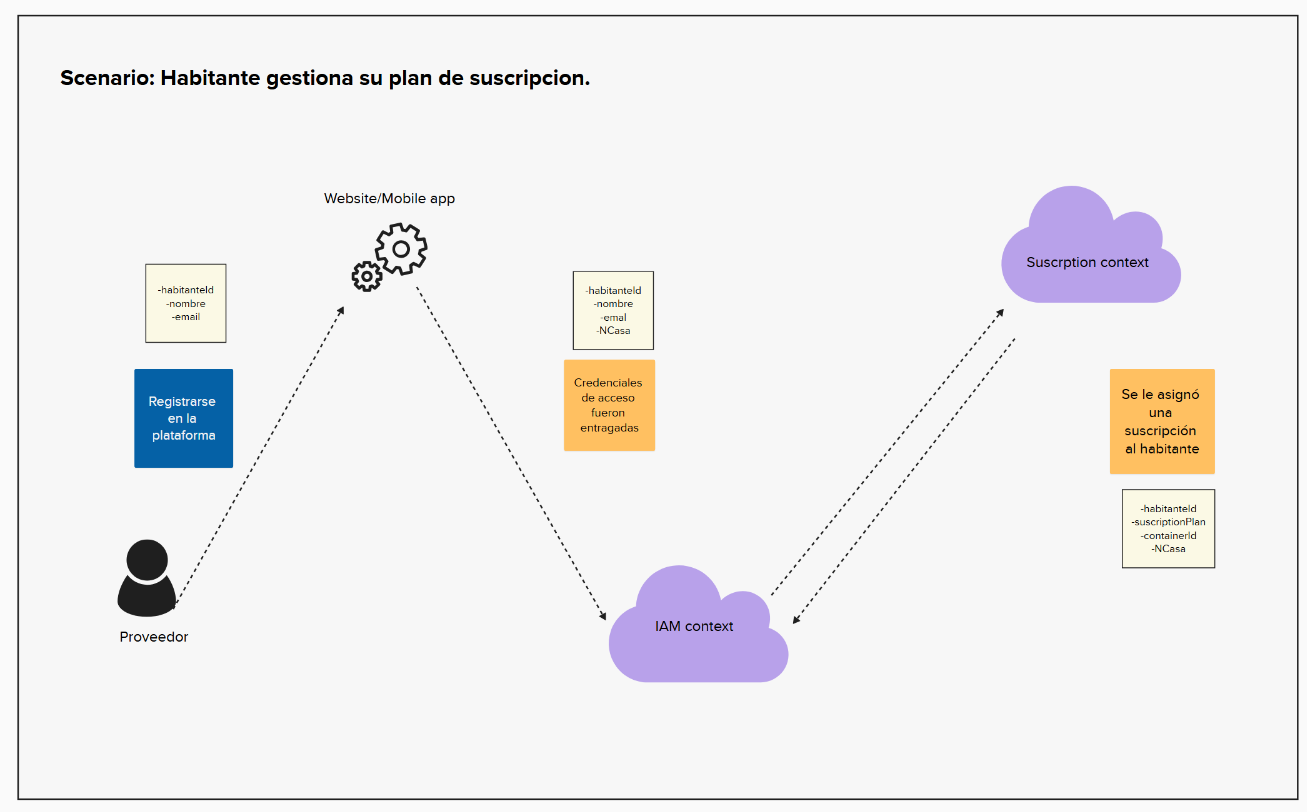 Scenario: Habitante gestiona su plan de suscripcion.
Website/Mobile app
-habitanteId
-nombre
-email
Registrarse
en la
plataforma
Proveedor
-habitanteId
-nombre
-emal
-NCasa
Credenciales
de acceso
fueron
entragadas
IAM context
Suscrption context
Se le asignó
una
suscripción
al habitante
-habitanteId
-suscriptionPlan
-containerId
-NCasa